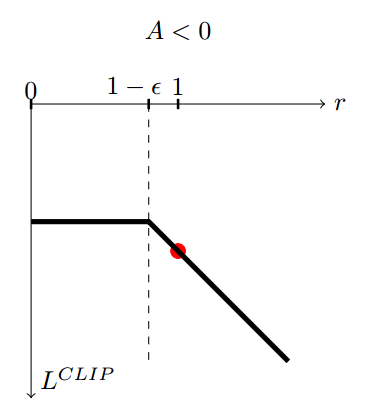 A < 0
0 1 − ϵ 1
r
L^{CLIP}